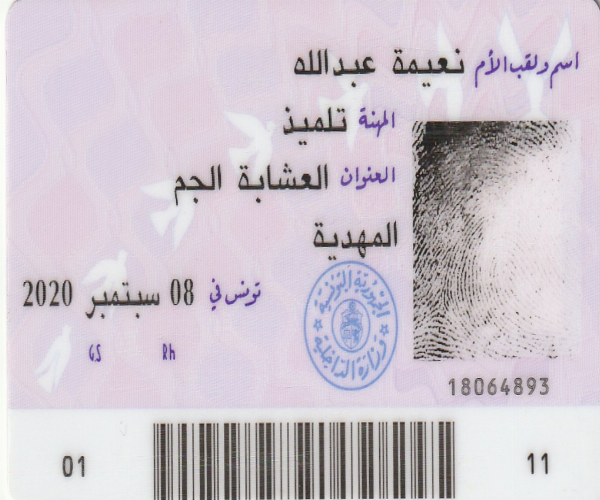 اسم ولقب الأم نعيمة عبدالله
المهنة تلميذ
العنوان العشابة الجم
المهدية
تونس في 08 سبتمبر 2020
GS Rh
الجمهورية التونسية
وزارة الداخلية
18064893
01 11